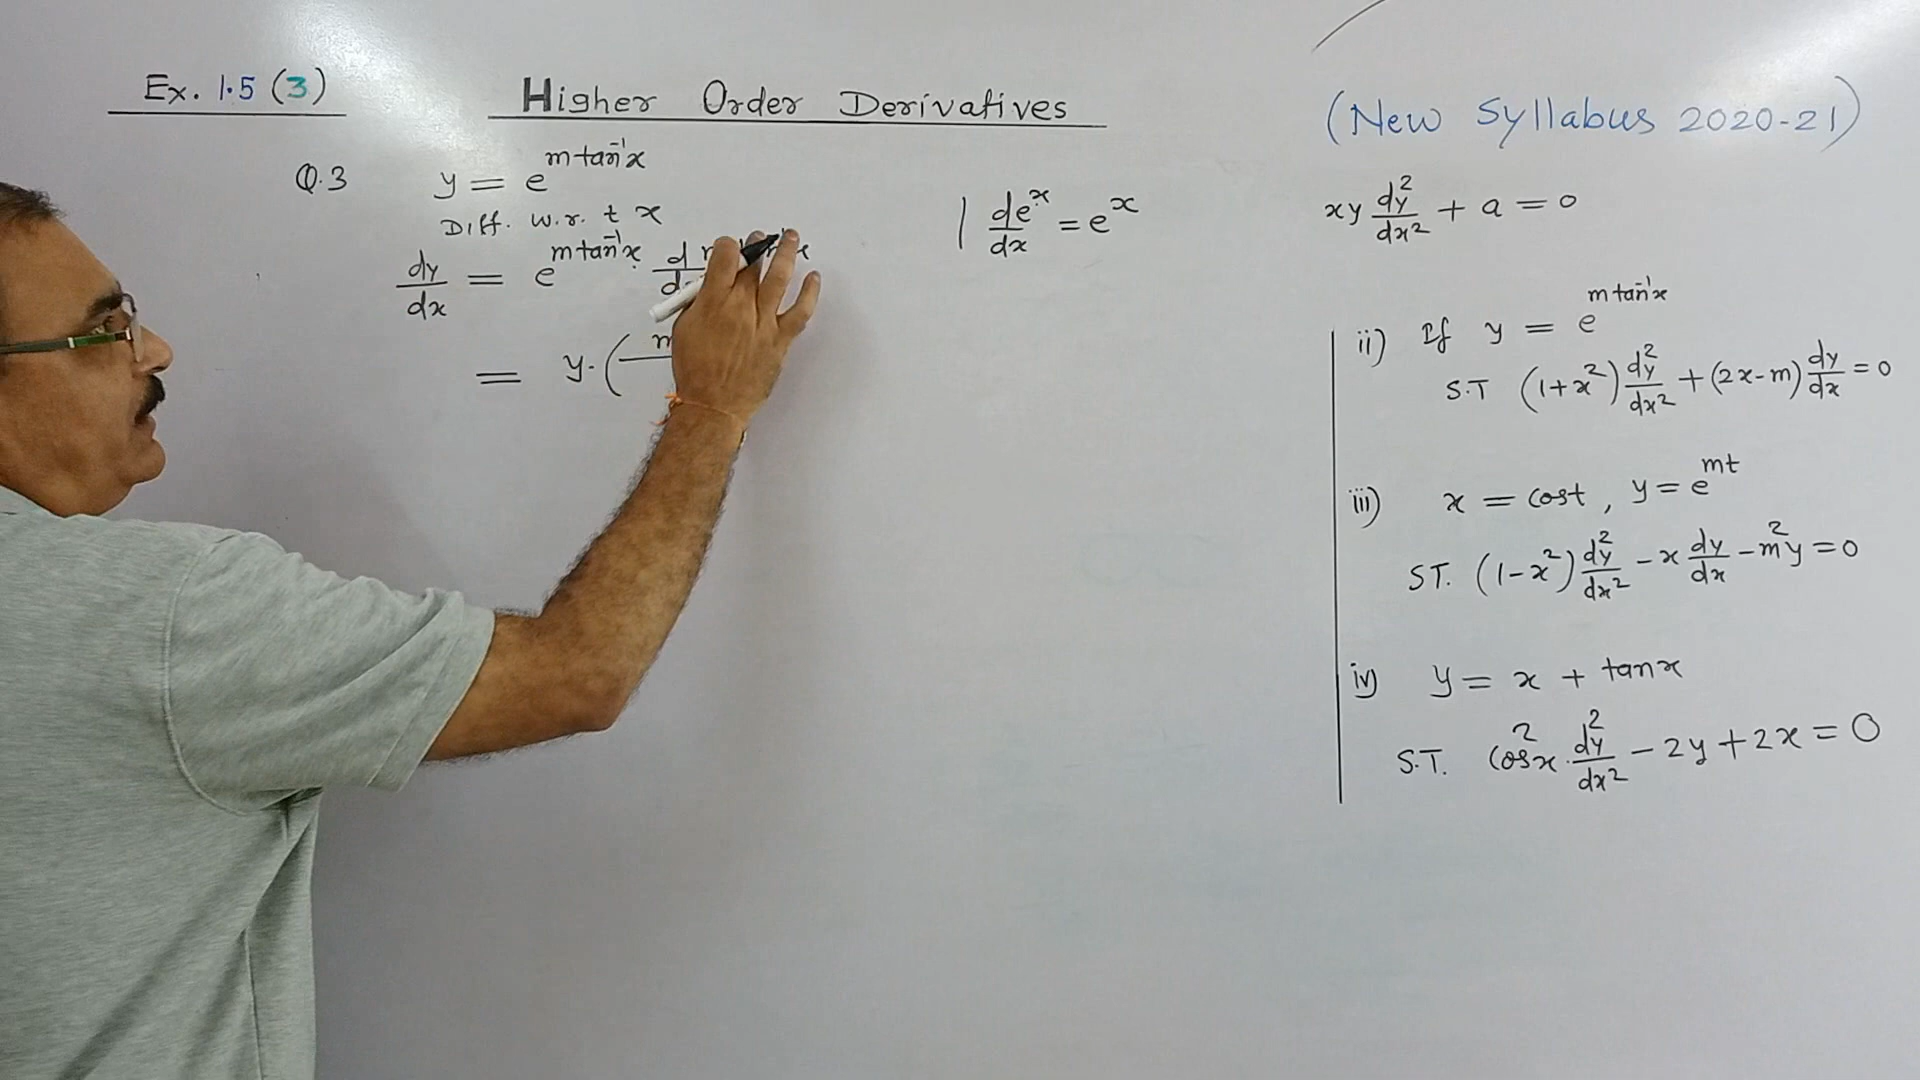 Ex. 1.5 (3)
Higher Order Derivatives
(New Syllabus 2020-21)
Q.3 y = e^{m tan⁻¹x}
Diff. w.r.t x
dy/dx = e^{m tan⁻¹x} . d
= y. (
| de^x/dx = e^x
xy d²y/dx² + a = 0
ii) If y = e^{m tan⁻¹x}
S.T (1+x²) d²y/dx² + (2x-m) dy/dx = 0
iii) x = cost , y = e^{mt}
ST. (1-x²) d²y/dx² - x dy/dx - m²y = 0
iv) y = x + tanx
S.T. cos²x . d²y/dx² - 2y + 2x = 0